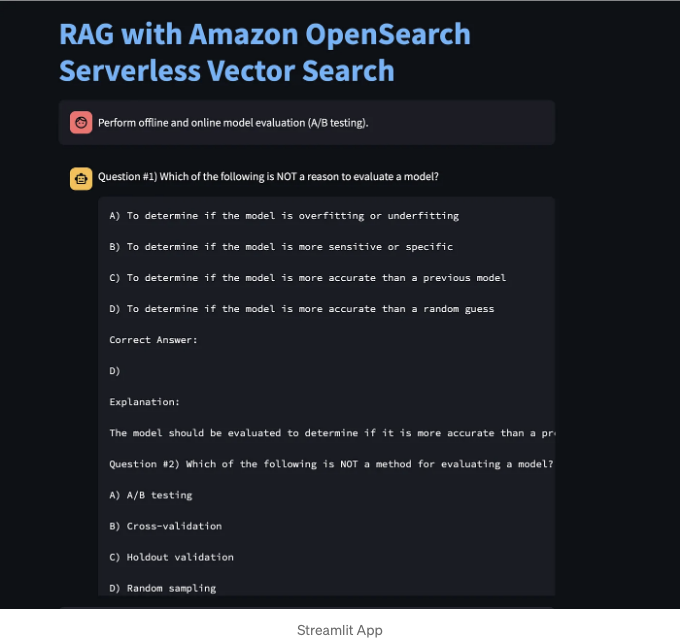 RAG with Amazon OpenSearch
Serverless Vector Search
Perform offline and online model evaluation (A/B testing).
Question #1) Which of the following is NOT a reason to evaluate a model?
A) To determine if the model is overfitting or underfitting
B) To determine if the model is more sensitive or specific
C) To determine if the model is more accurate than a previous model
D) To determine if the model is more accurate than a random guess
Correct Answer:
D)
Explanation:
The model should be evaluated to determine if it is more accurate than a
Question #2) Which of the following is NOT a method for evaluating a model?
A) A/B testing
B) Cross-validation
C) Holdout validation
D) Random sampling
Streamlit App